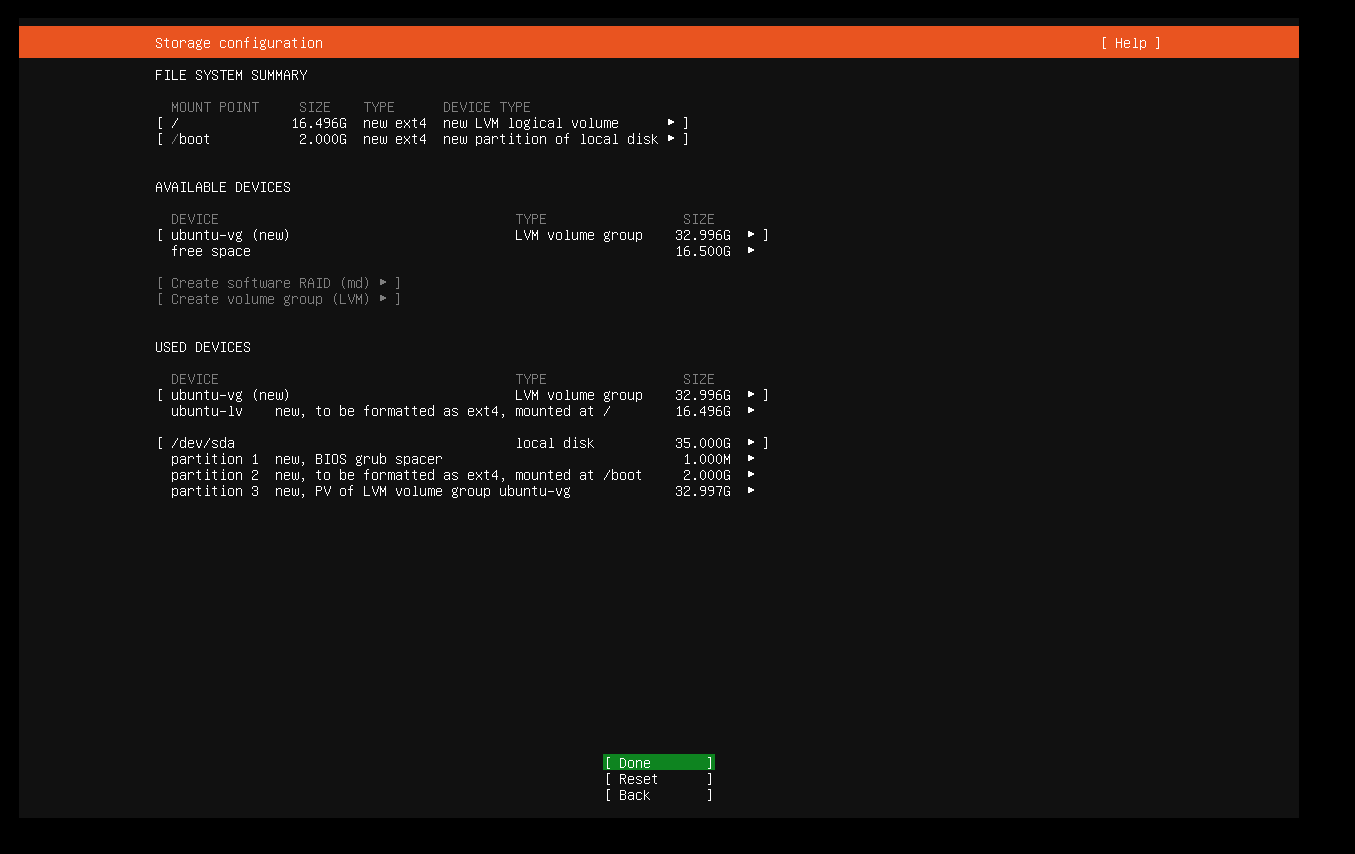 Storage configuration [ Help ]
FILE SYSTEM SUMMARY
MOUNT POINT SIZE TYPE DEVICE TYPE
[ / 16.496G new ext4 new LVM logical volume ▸ ]
[ /boot 2.000G new ext4 new partition of local disk ▸ ]
AVAILABLE DEVICES
DEVICE TYPE SIZE
[ ubuntu-vg (new) LVM volume group 32.996G ▸ ]
free space 16.500G ▸
[ Create software RAID (md) ▸ ]
[ Create volume group (LVM) ▸ ]
USED DEVICES
DEVICE TYPE SIZE
[ ubuntu-vg (new) LVM volume group 32.996G ▸ ]
ubuntu-lv new, to be formatted as ext4, mounted at / 16.496G ▸
[ /dev/sda local disk 35.000G ▸ ]
partition 1 new, BIOS grub spacer 1.000M ▸
partition 2 new, to be formatted as ext4, mounted at /boot 2.000G ▸
partition 3 new, PV of LVM volume group ubuntu-vg 32.997G ▸
[ Done ]
[ Reset ]
[ Back ]